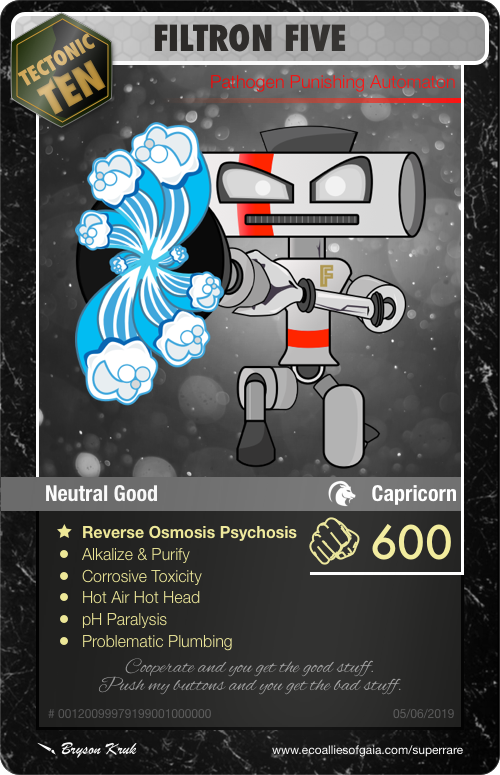 FILTRON FIVE
TECTONIC
TEN
Pathogen Punishing Automaton
F
Neutral Good
Capricorn
Reverse Osmosis Psychosis
600
Alkalize & Purify
Corrosive Toxicity
Hot Air Hot Head
pH Paralysis
Problematic Plumbing
Cooperate and you get the good stuff.
Push my buttons and you get the bad stuff.
# 00120099979199001000000
05/06/2019
Bryson Kruk
www.ecoalliesofgaia.com/superrare